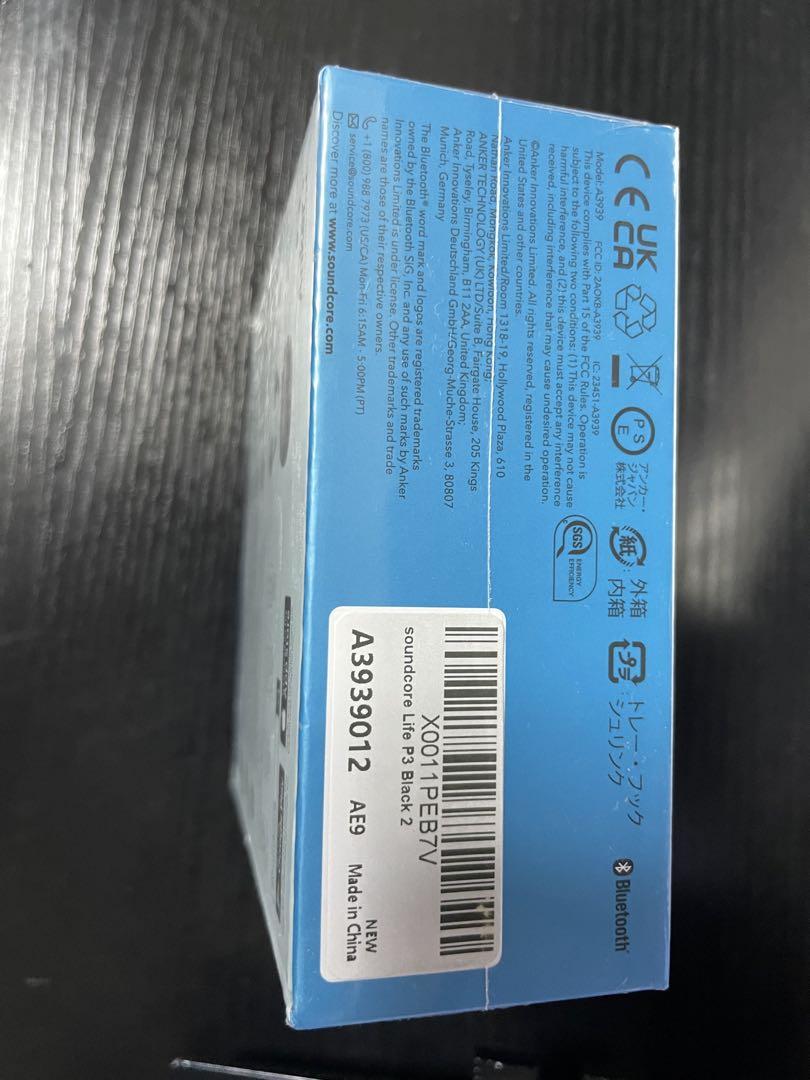 CE UK
CA
PS
E
アンカー・
ジャパン
株式会社
紙 : 外箱
内箱
プラ : トレー・フック
シュリンク
Bluetooth®
Model: A3939 FCC ID: 2AOKB-A3939 IC: 23451-A3939
This device complies with Part 15 of the FCC Rules. Operation is
subject to the following two conditions: (1) This device may not cause
harmful interference, and (2) this device must accept any interference
received, including interference that may cause undesired operation.
SGS
ENERGY
EFFICIENCY
©Anker Innovations Limited. All rights reserved, registered in the
United States and other countries.
Anker Innovations Limited/Room 1318-19, Hollywood Plaza, 610
Nathan Road, Mongkok, Kowloon, Hong Kong;
ANKER TECHNOLOGY (UK) LTD/Suite B, Fairgate House, 205 Kings
Road, Tyseley, Birmingham, B11 2AA, United Kingdom;
Anker Innovations Deutschland GmbH/Georg-Muche-Strasse 3, 80807
Munich, Germany
The Bluetooth® word mark and logos are registered trademarks
owned by the Bluetooth SIG, Inc. and any use of such marks by Anker
Innovations Limited is under license. Other trademarks and trade
names are those of their respective owners.
+1 (800) 988 7973 (US/CA) Mon-Fri 6:15AM - 5:00PM (PT)
service@soundcore.com
Discover more at www.soundcore.com
X0011PEB7V
soundcore Life P3 Black 2
NEW
A3939012 AE9 Made in China